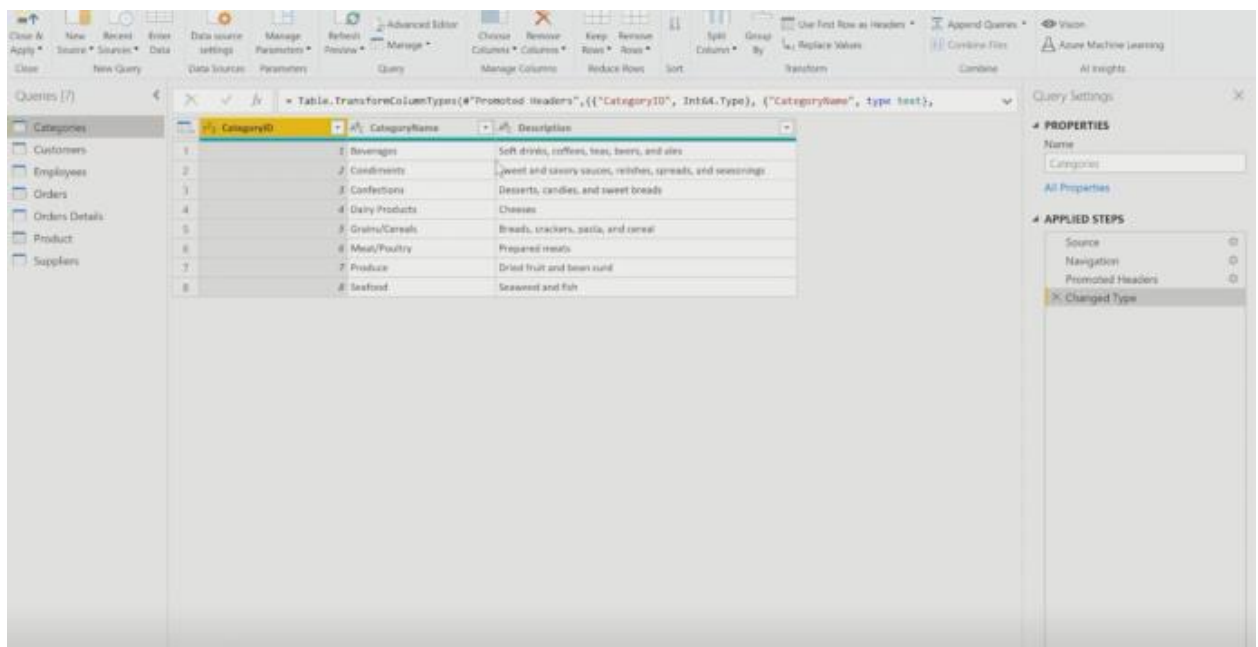 Close & Apply
New Source
Recent Sources
Enter Data
Data source settings
Manage Parameters
Refresh Preview
Advanced Editor
Manage
Choose Columns
Remove Columns
Keep Rows
Remove Rows
Split Column
Group By
Use First Row as Headers
Replace Values
Append Queries
Combine Files
Vision
Azure Machine Learning
Close
New Query
Data Sources
Parameters
Query
Manage Columns
Reduce Rows
Sort
Transform
Combine
AI Insights
Queries [7]
Categories
Customers
Employees
Orders
Orders Details
Product
Suppliers
= Table.TransformColumnTypes(#"Promoted Headers",{{"CategoryID", Int64.Type}, {"CategoryName", type text},
CategoryID CategoryName Description
1 1 Beverages Soft drinks, coffees, teas, beers, and ales
2 2 Condiments Sweet and savory sauces, relishes, spreads, and seasonings
3 3 Confections Desserts, candies, and sweet breads
4 4 Dairy Products Cheeses
5 5 Grains/Cereals Breads, crackers, pasta, and cereal
6 6 Meat/Poultry Prepared meats
7 7 Produce Dried fruit and bean curd
8 8 Seafood Seaweed and fish
Query Settings
PROPERTIES
Name
Categories
All Properties
APPLIED STEPS
Source
Navigation
Promoted Headers
Changed Type